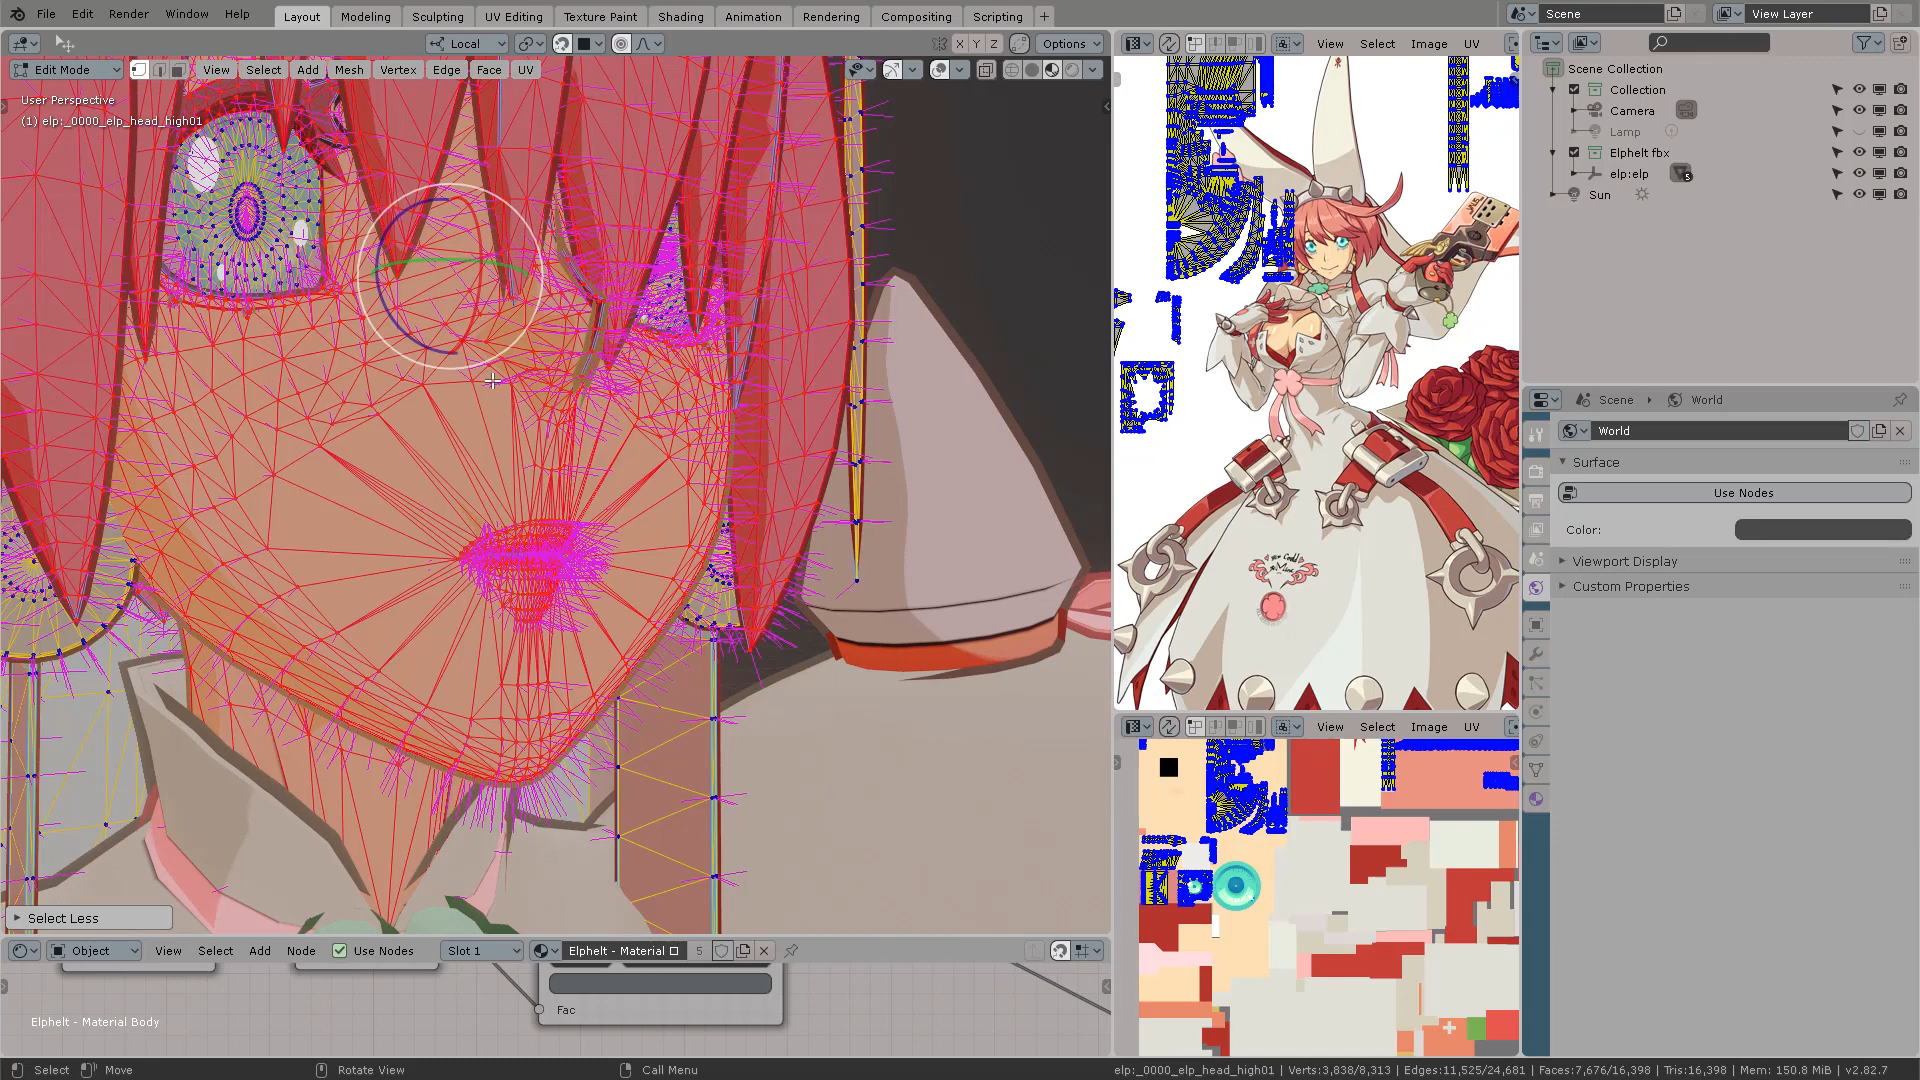 File Edit Render Window Help
Layout Modeling Sculpting UV Editing Texture Paint Shading Animation Rendering Compositing Scripting +
Scene View Layer
Local X Y Z Options
View Select Image UV
Edit Mode View Select Add Mesh Vertex Edge Face UV
Scene Collection
Collection
Camera
Lamp
Elphelt fbx
elp:elp
5
Sun
User Perspective
(1) elp:_0000_elp_head_high01
Scene World
World
Surface
Use Nodes
Color:
Viewport Display
Custom Properties
View Select Image UV
Select Less
Object View Select Add Node Use Nodes Slot 1 Elphelt - Material 5
Fac
Elphelt - Material Body
Select Move Rotate View Call Menu
elp:_0000_elp_head_high01 | Verts:3,838/8,313 | Edges:11,525/24,681 | Faces:7,676/16,398 | Tris:16,398 | Mem: 150.8 MiB | v2.82.7